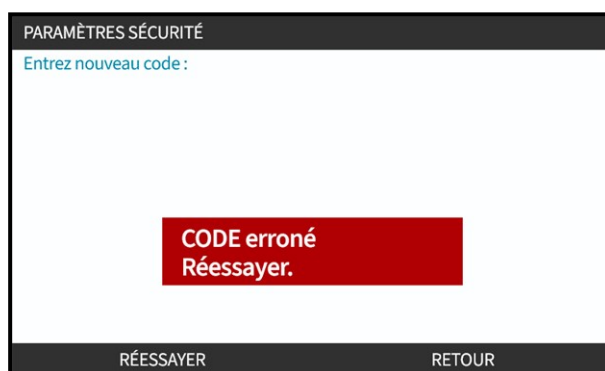 PARAMÈTRES SÉCURITÉ
Entrez nouveau code :
CODE erroné
Réessayer.
RÉESSAYER RETOUR